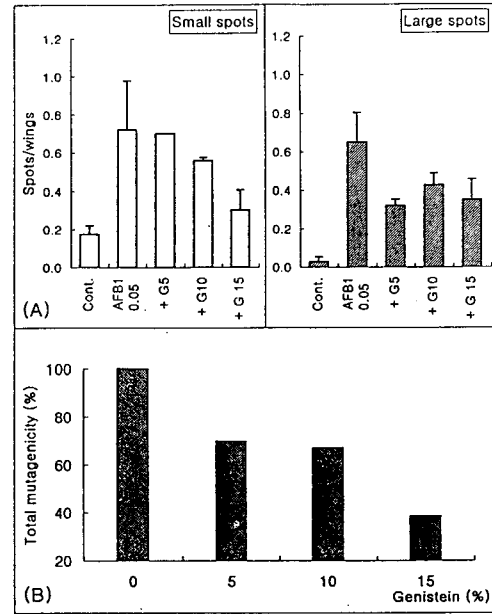 Small spots
1.2
1.0
0.8
0.6
0.4
0.2
0.0
Spots/wings
Cont.
AFB1 0.05
+ G5
+ G10
+ G 15
(A)
Large spots
1.2
1.0
0.8
0.6
0.4
0.2
0.0
Cont.
AFB1 0.05
+ G5
+ G10
+ G 15
100
80
60
40
20
Total mutagenicity (%)
0 5 10 15
(B)
Genistein (%)